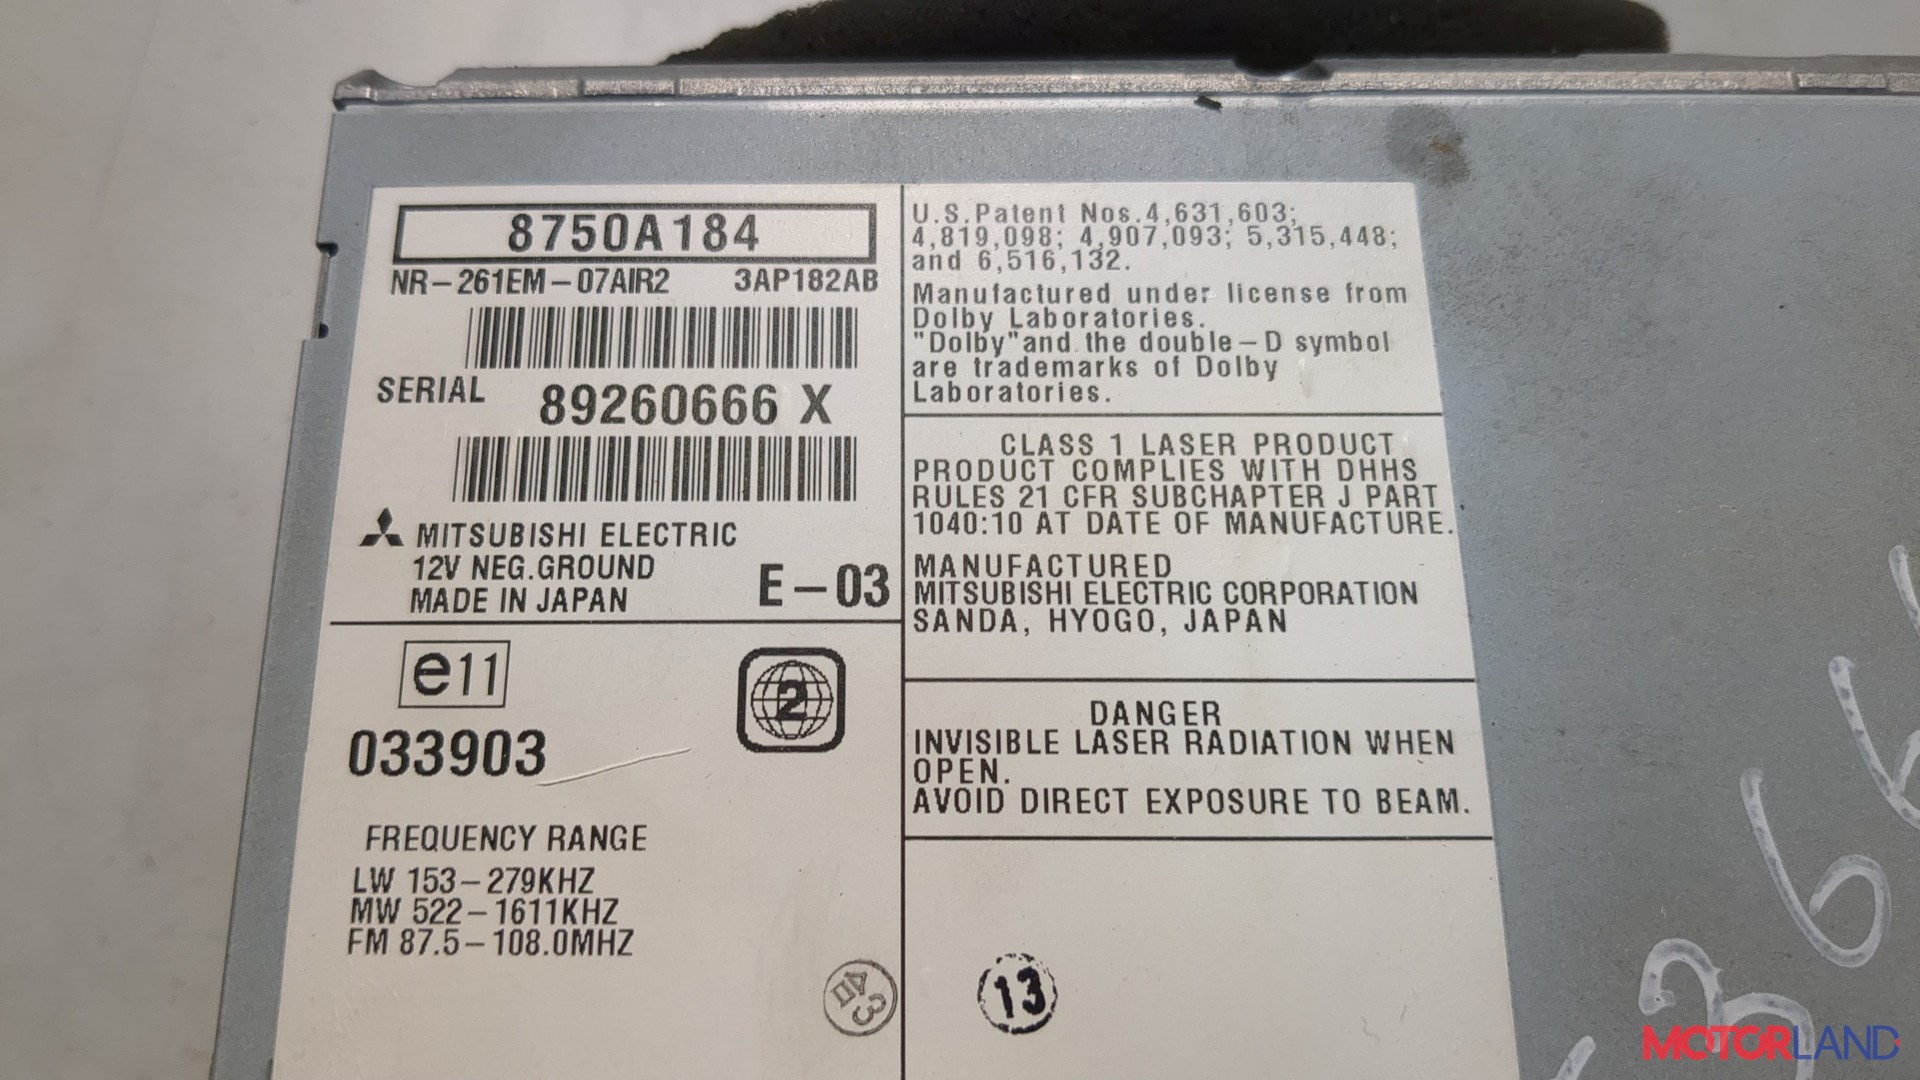 8750A184
NR-261EM-07AIR2 3AP182AB
SERIAL 89260666 X
MITSUBISHI ELECTRIC
12V NEG.GROUND
MADE IN JAPAN
E-03
e11
2
033903
FREQUENCY RANGE
LW 153-279KHZ
MW 522-1611KHZ
FM 87.5-108.0MHZ
U.S.Patent Nos.4,631,603;
4,819,098; 4,907,093; 5,315,448;
and 6,516,132.
Manufactured under license from
Dolby Laboratories.
"Dolby"and the double-D symbol
are trademarks of Dolby
Laboratories.
CLASS 1 LASER PRODUCT
PRODUCT COMPLIES WITH DHHS
RULES 21 CFR SUBCHAPTER J PART
1040:10 AT DATE OF MANUFACTURE.
MANUFACTURED
MITSUBISHI ELECTRIC CORPORATION
SANDA, HYOGO, JAPAN
DANGER
INVISIBLE LASER RADIATION WHEN
OPEN.
AVOID DIRECT EXPOSURE TO BEAM.
13
MOTORLAND